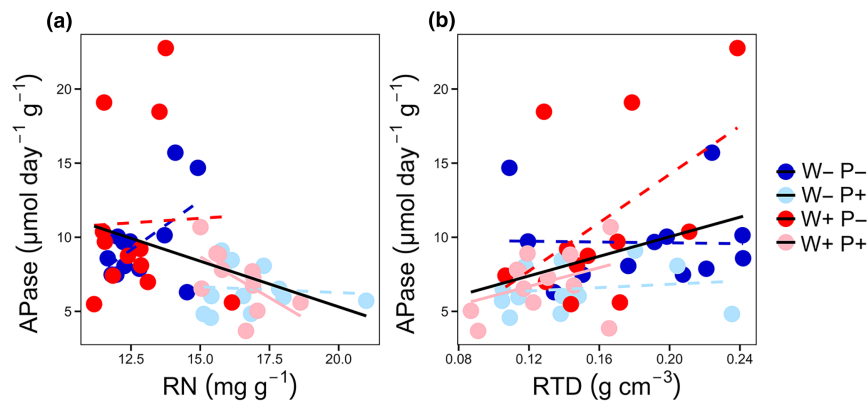 (a)
(b)
APase (μmol day⁻¹ g⁻¹)
20
15
10
5
12.5 15.0 17.5 20.0
RN (mg g⁻¹)
APase (μmol day⁻¹ g⁻¹)
20
15
10
5
0.08 0.12 0.16 0.20 0.24
RTD (g cm⁻³)
W− P−
W− P+
W+ P−
W+ P+